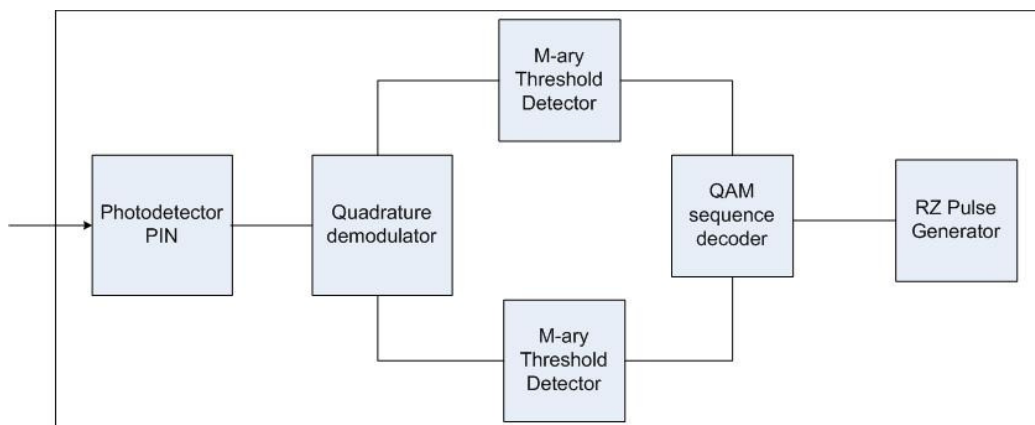 M-ary
Threshold
Detector
Photodetector
PIN
Quadrature
demodulator
QAM
sequence
decoder
RZ Pulse
Generator
M-ary
Threshold
Detector